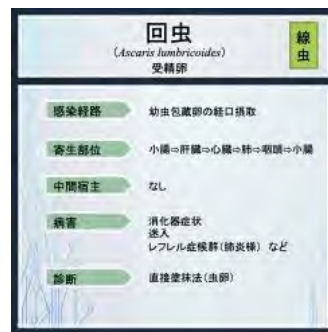 回虫
(Ascaris lumbricoides)
受精卵
線虫
感染経路 幼虫包蔵卵の経口摂取
寄生部位 小腸⇨肝臓⇨心臓⇨肺⇨咽頭⇨小腸
中間宿主 なし
病害 消化器症状
迷入
レフレル症候群(肺炎様) など
診断 直接塗抹法(虫卵)